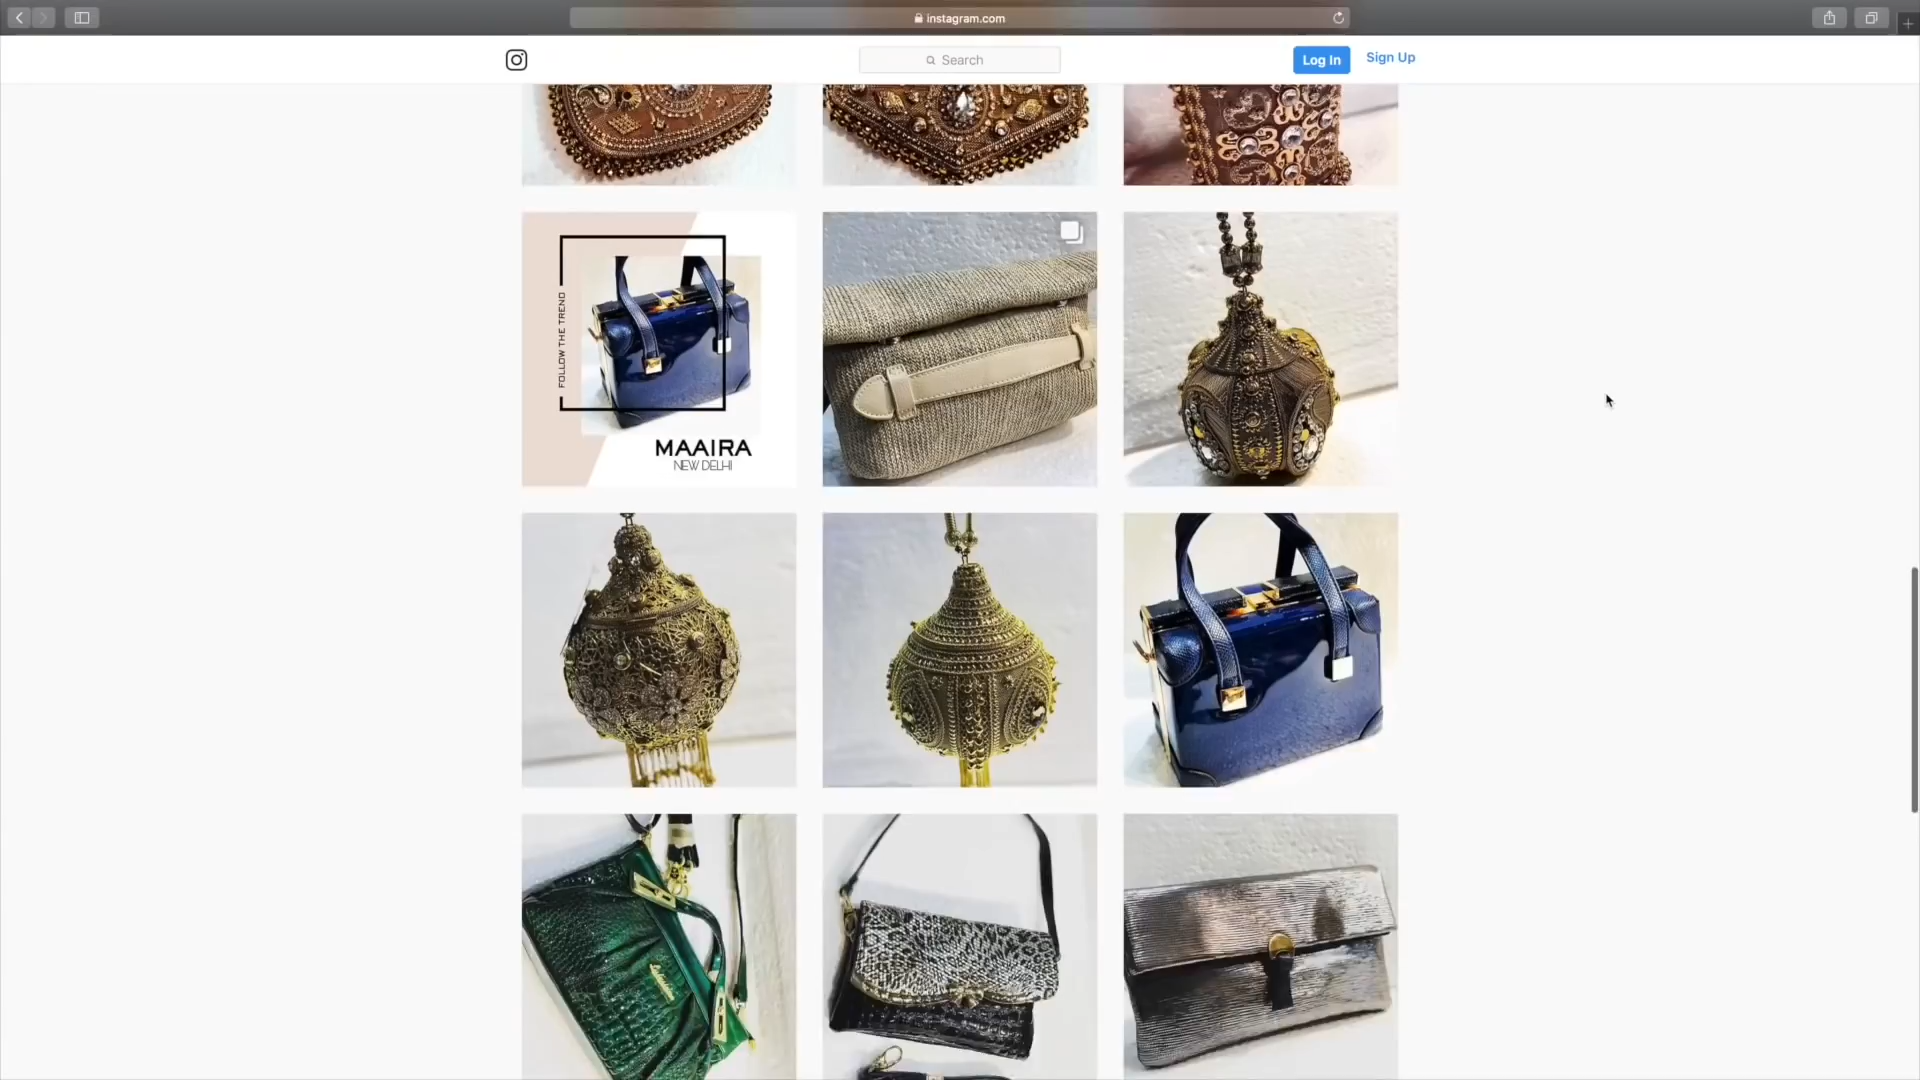 instagram.com
Search
Log In
Sign Up
FOLLOW THE TREND
MAAIRA
NEW DELHI